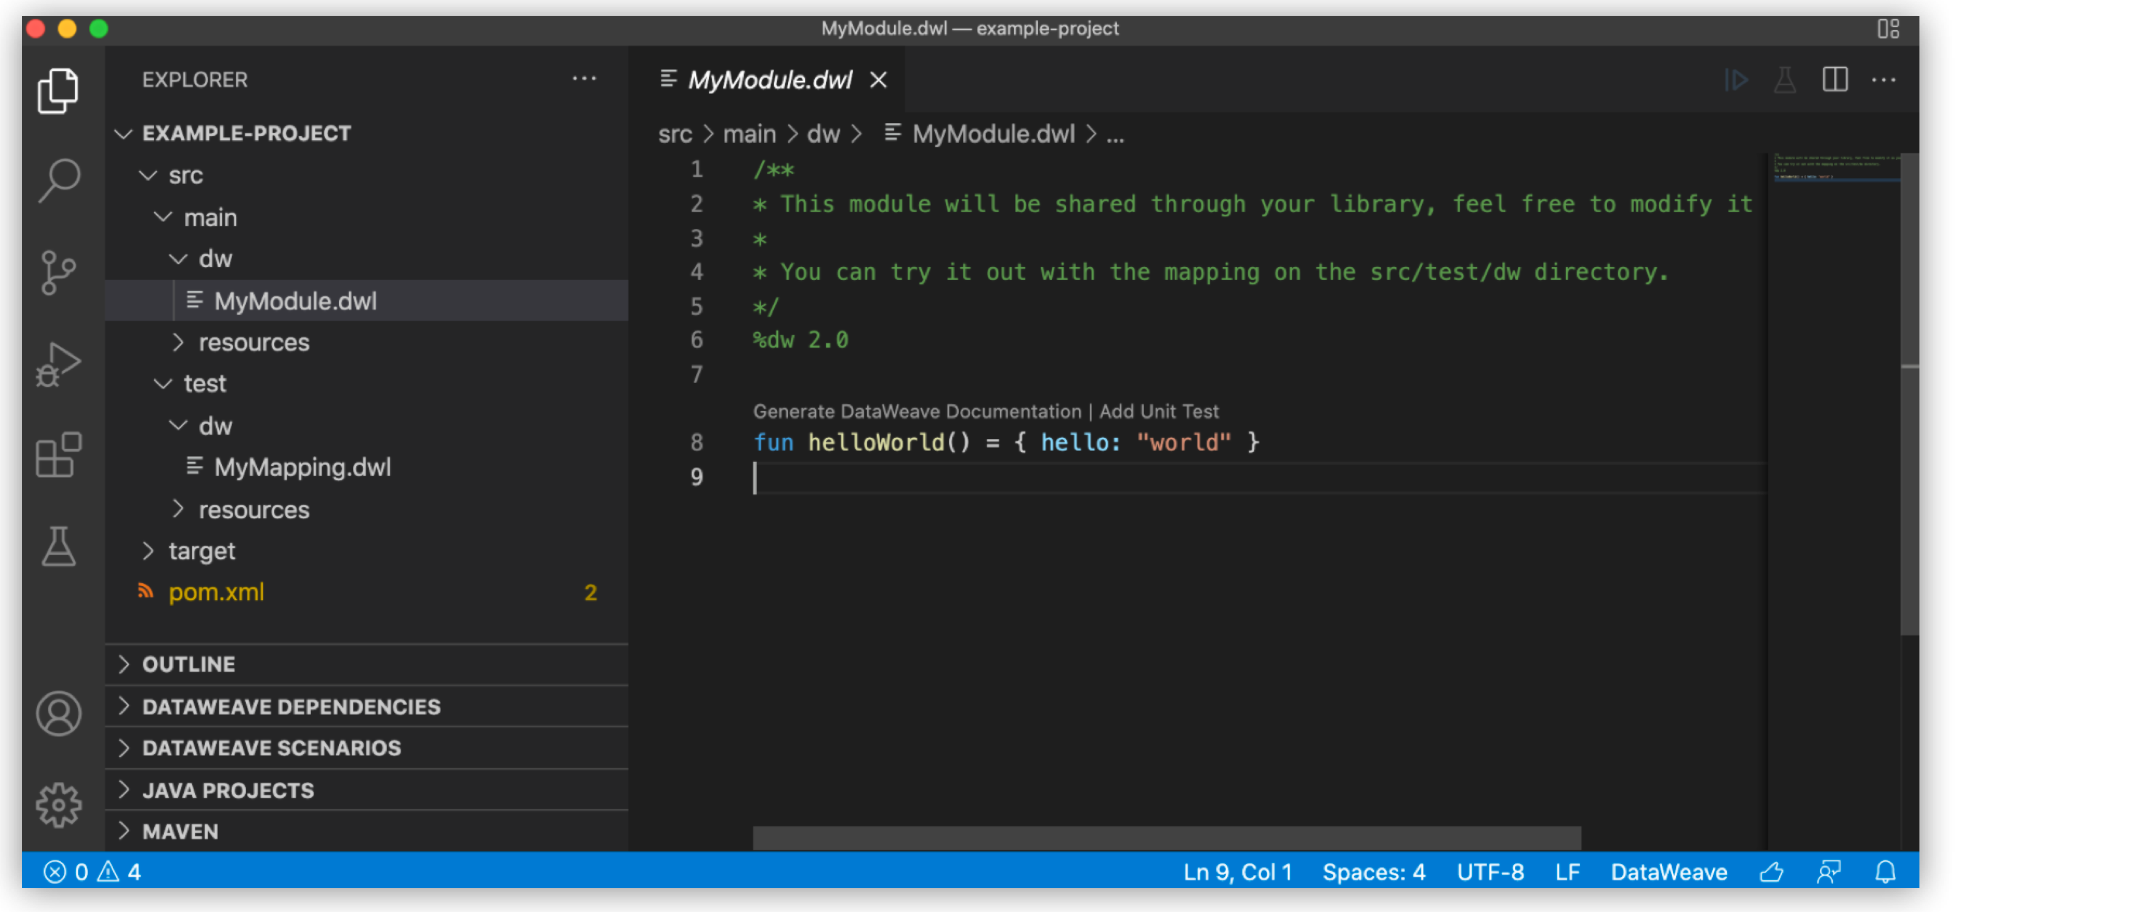 MyModule.dwl — example-project
EXPLORER
EXAMPLE-PROJECT
src
main
dw
MyModule.dwl
resources
test
dw
MyMapping.dwl
resources
target
pom.xml 2
OUTLINE
DATAWEAVE DEPENDENCIES
DATAWEAVE SCENARIOS
JAVA PROJECTS
MAVEN
MyModule.dwl
src > main > dw > MyModule.dwl > ...
1 /**
2 * This module will be shared through your library, feel free to modify it
3 *
4 * You can try it out with the mapping on the src/test/dw directory.
5 */
6 %dw 2.0
7
Generate DataWeave Documentation | Add Unit Test
8 fun helloWorld() = { hello: "world" }
9
0 4 Ln 9, Col 1 Spaces: 4 UTF-8 LF DataWeave